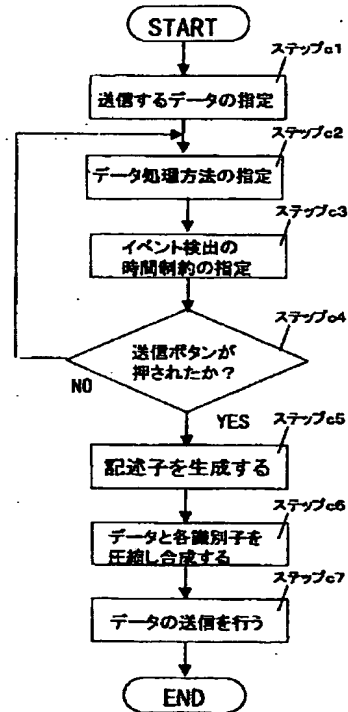 START
ステップc1
送信するデータの指定
ステップc2
データ処理方法の指定
ステップc3
イベント検出の
時間制約の指定
ステップc4
送信ボタンが
押されたか？
NO
YES
ステップc5
記述子を生成する
ステップc6
データと各識別子を
圧縮し合成する
ステップc7
データの送信を行う
END